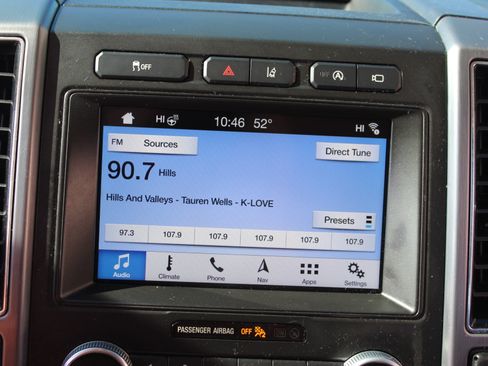 OFF
OFF
HI
10:46
52°
HI
FM
Sources
Direct Tune
90.7
Hills
Hills And Valleys - Tauren Wells - K-LOVE
Presets
97.3
107.9
107.9
107.9
107.9
107.9
Audio
Climate
Phone
Nav
Apps
Settings
PASSENGER AIRBAG
OFF